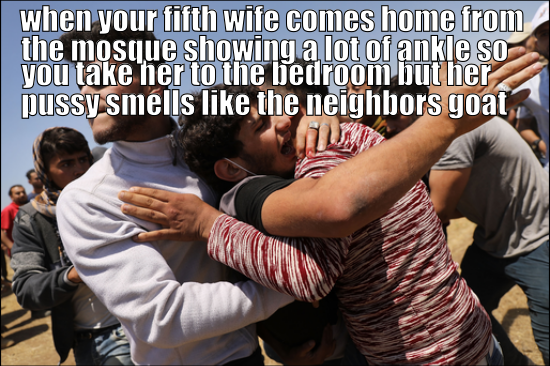 when your fifth wife comes home from
the mosque showing a lot of ankle so
you take her to the bedroom but her
pussy smells like the neighbors goat